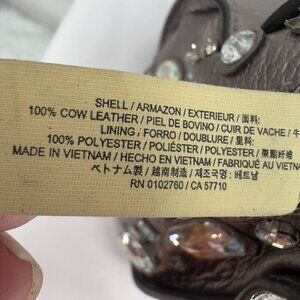 SHELL / ARMAZON / EXTERIEUR / 面料:
100% COW LEATHER / PIEL DE BOVINO / CUIR DE VACHE / 牛
LINING, FORRO / DOUBLURE / 里料:
100% POLYESTER / POLIÉSTER / POLYESTER / 聚酯纤
MADE IN VIETNAM / HECHO EN VIETNAM / FABRIQUÉ AU VIETN
ベトナム製 / 越南制造 / 제조국명 : 베트남
RN 0102760 / CA 57710